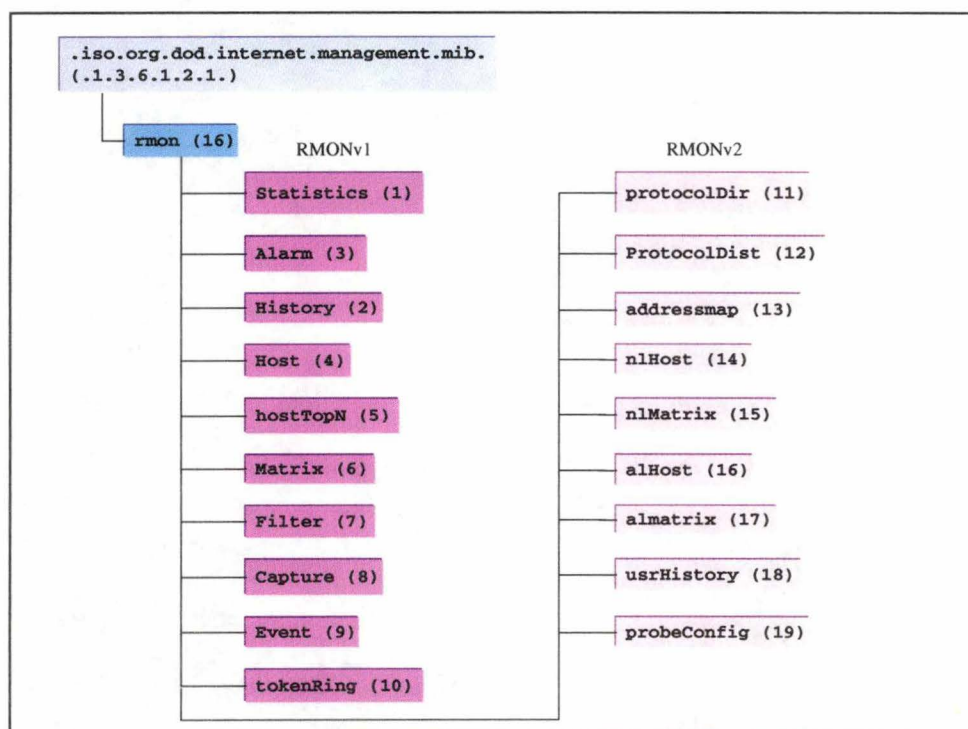 .iso.org.dod.internet.management.mib.
(.1.3.6.1.2.1.)
rmon (16)
RMONv1
Statistics (1)
Alarm (3)
History (2)
Host (4)
hostTopN (5)
Matrix (6)
Filter (7)
Capture (8)
Event (9)
tokenRing (10)
RMONv2
protocolDir (11)
ProtocolDist (12)
addressmap (13)
nlHost (14)
nlMatrix (15)
alHost (16)
almatrix (17)
usrHistory (18)
probeConfig (19)